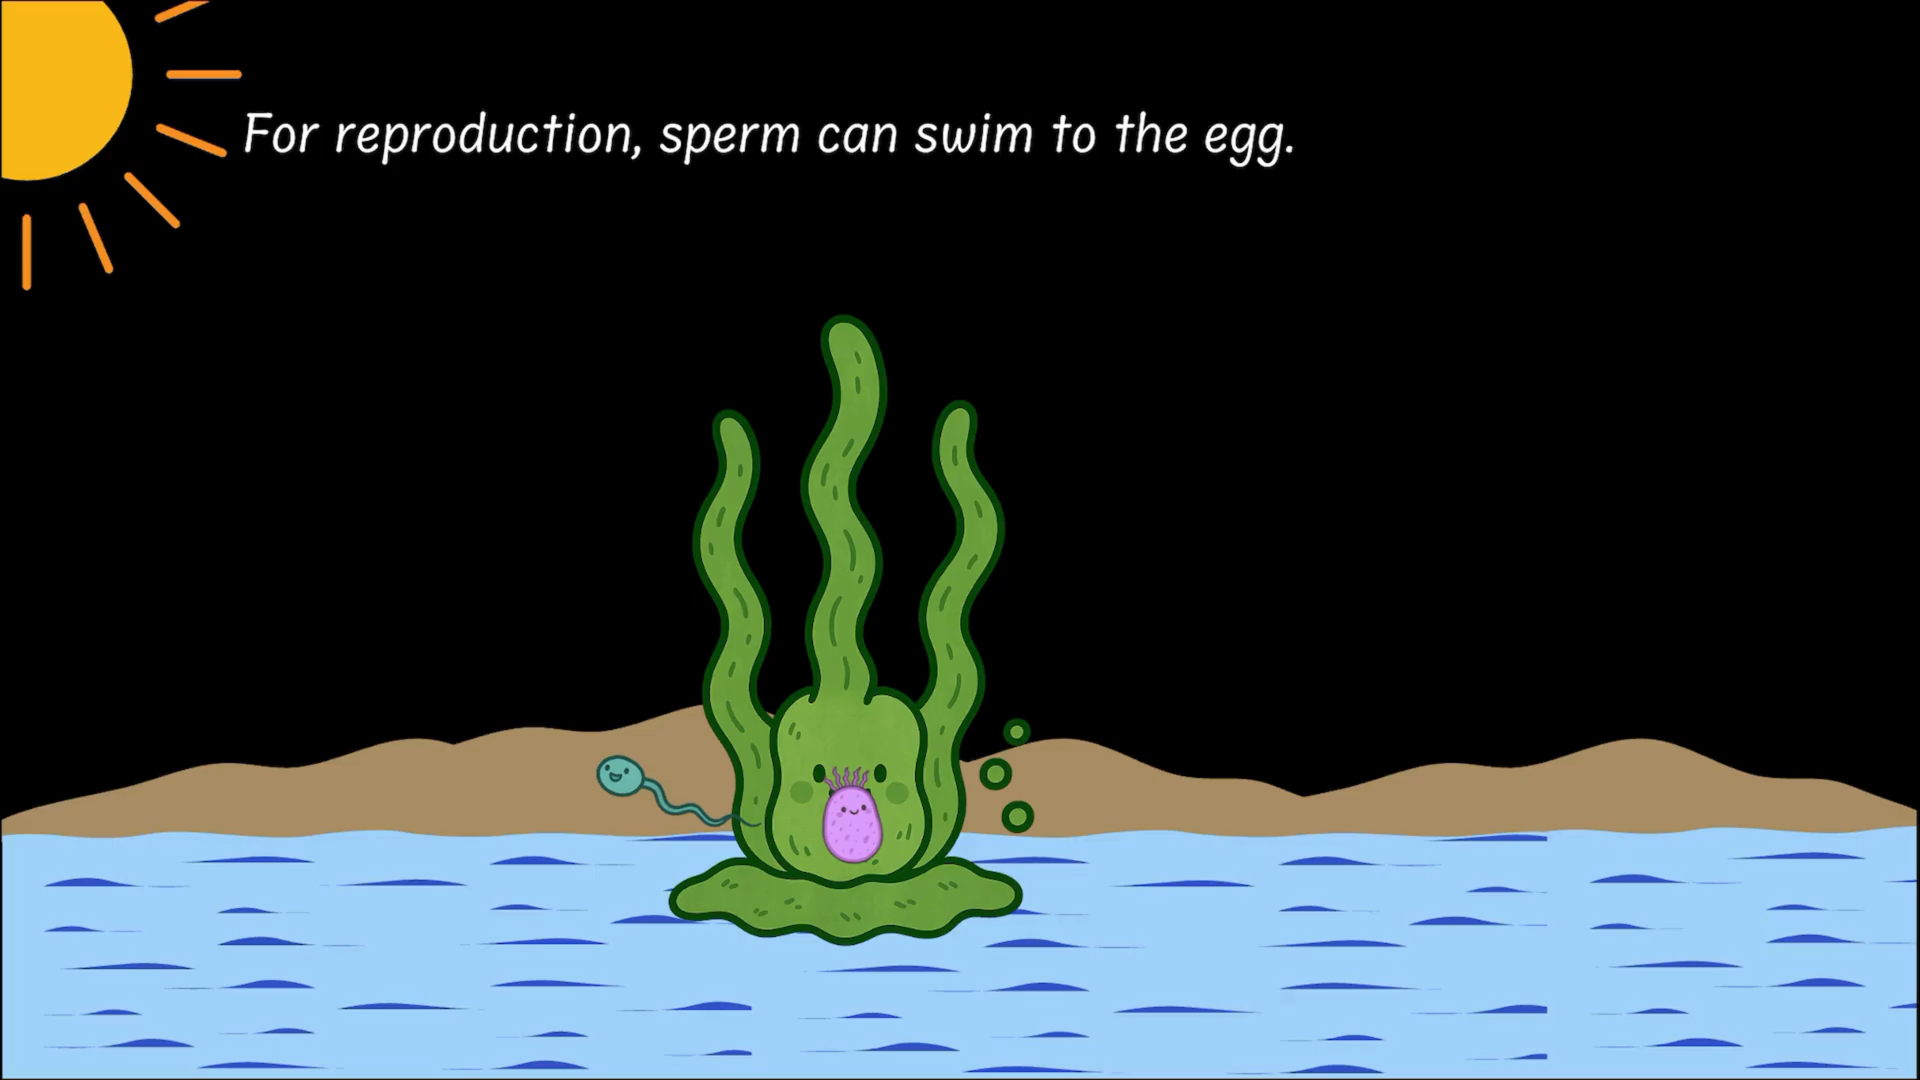 For reproduction, sperm can swim to the egg.